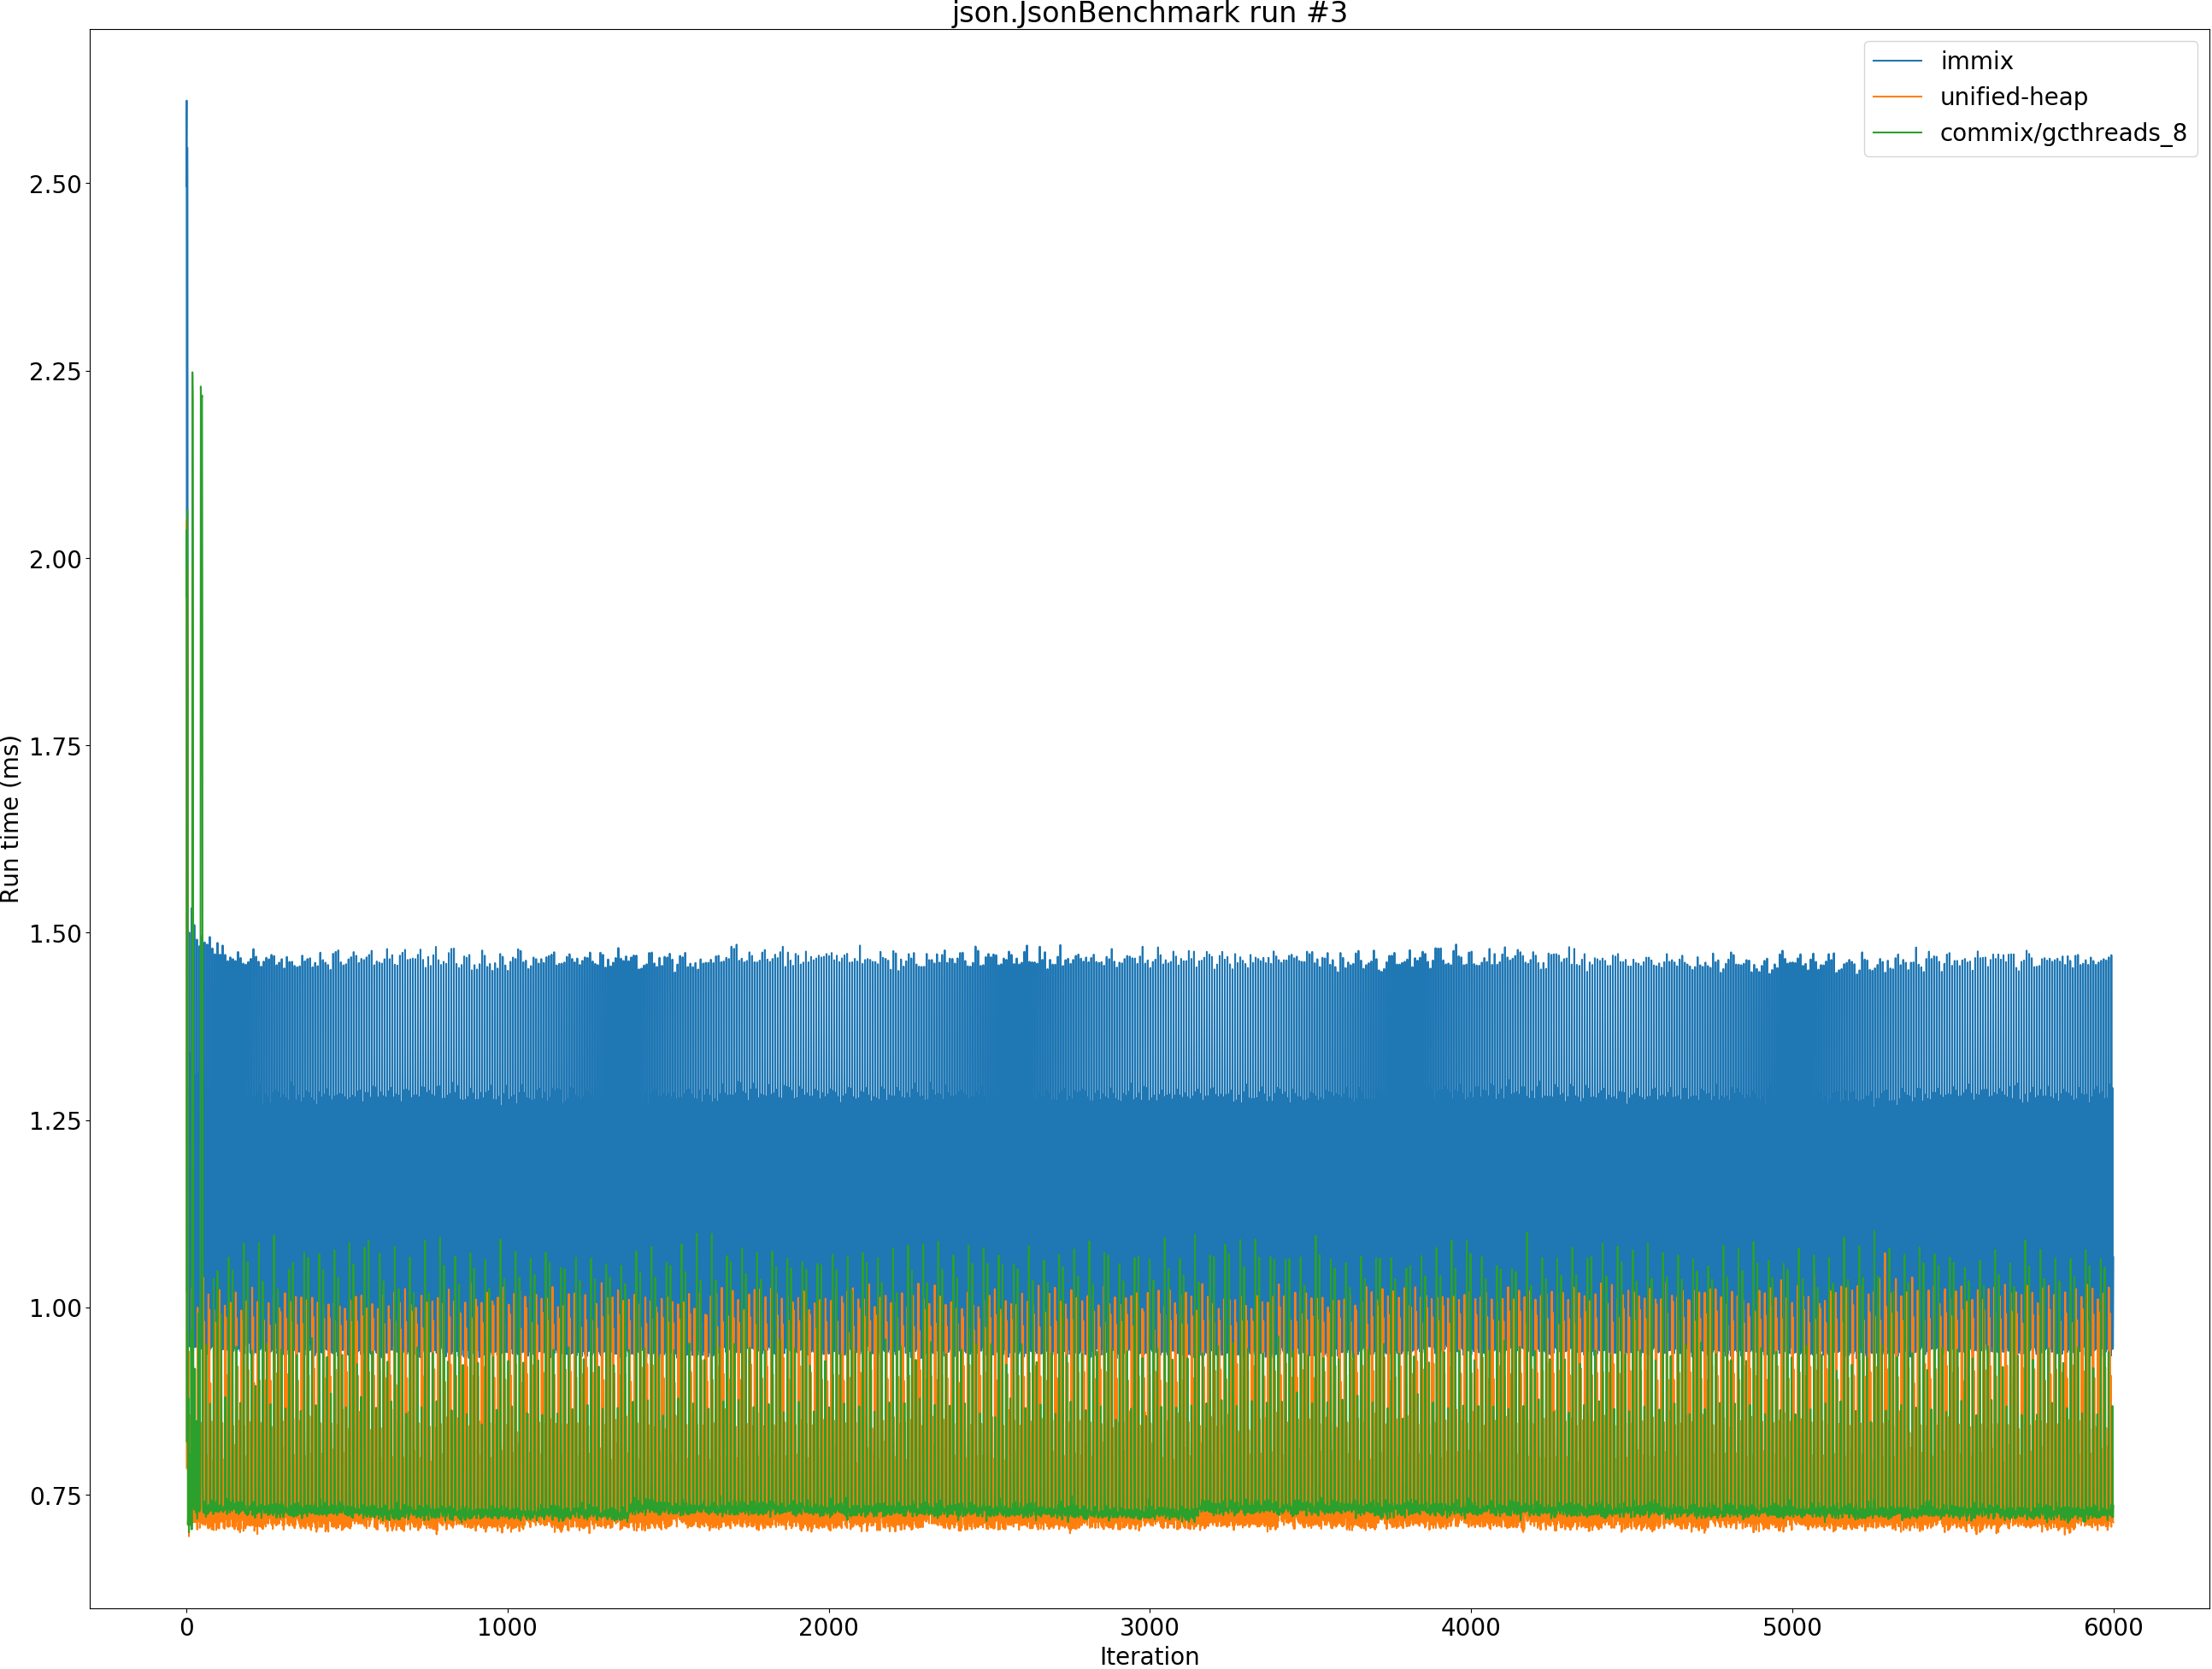 json.JsonBenchmark run #3
immix
unified-heap
commix/gcthreads_8
Run time (ms)
2.50
2.25
2.00
1.75
1.50
1.25
1.00
0.75
0
1000
2000
3000
4000
5000
6000
Iteration